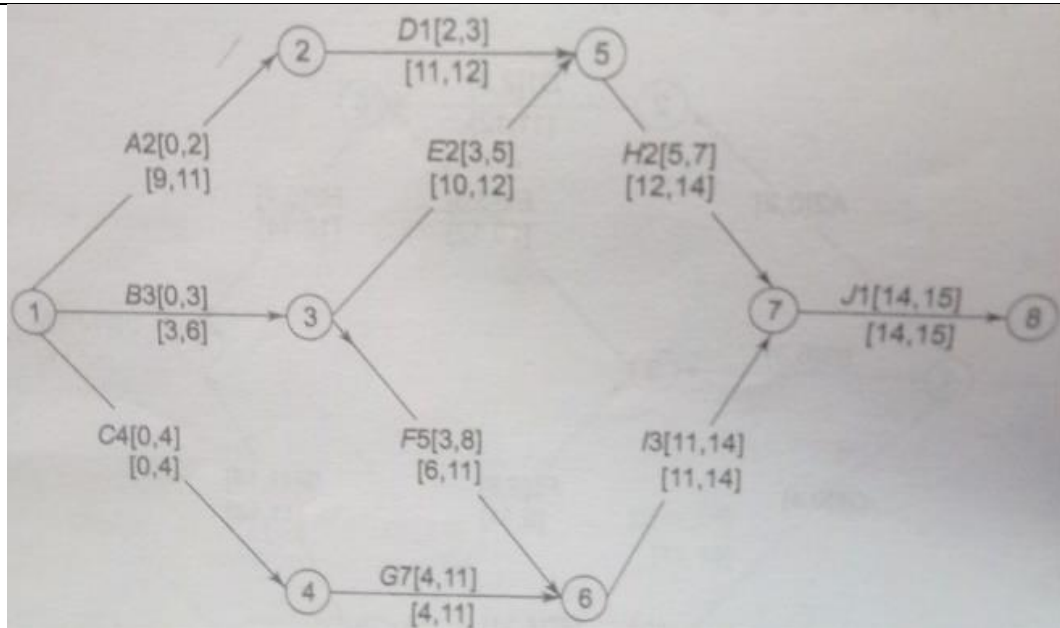 2
D1[2,3]
[11,12]
5
A2[0,2]
[9,11]
E2[3,5]
[10,12]
H2[5,7]
[12,14]
1
B3[0,3]
[3,6]
3
7
J1[14,15]
[14,15]
8
C4[0,4]
[0,4]
F5[3,8]
[6,11]
I3[11,14]
[11,14]
4
G7[4,11]
[4,11]
6